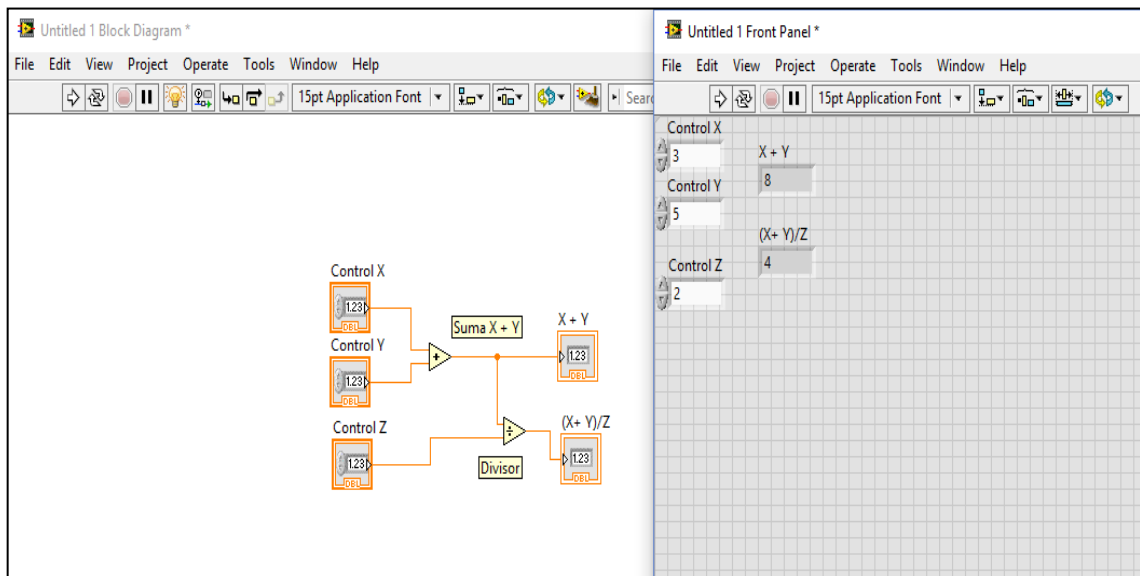 Untitled 1 Block Diagram *
File Edit View Project Operate Tools Window Help
15pt Application Font
Sear
Control X
1.23
DBL
Control Y
1.23
DBL
Control Z
1.23
DBL
+
Suma X + Y
÷
Divisor
X + Y
1.23
DBL
(X+ Y)/Z
1.23
DBL
Untitled 1 Front Panel *
File Edit View Project Operate Tools Window Help
15pt Application Font
Control X
3
X + Y
8
Control Y
5
(X+ Y)/Z
4
Control Z
2